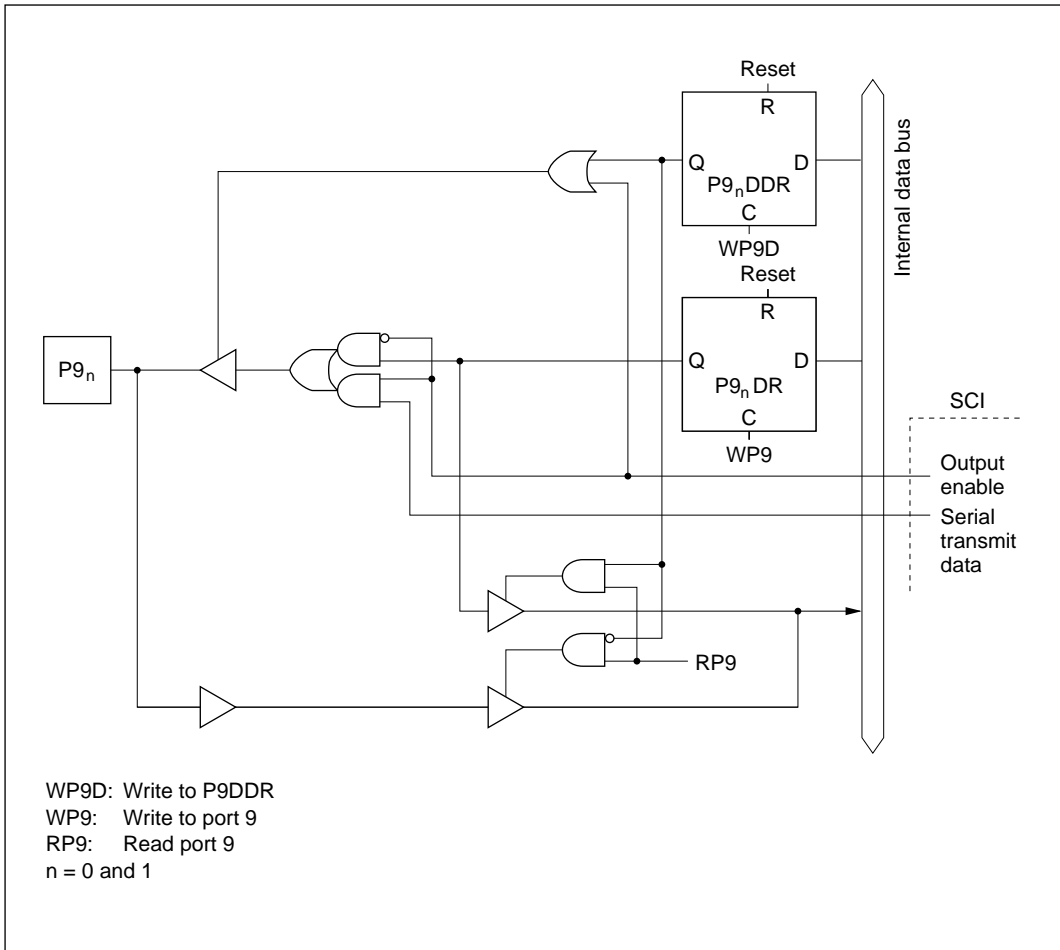 Reset
R
Q
D
P9nDDR
C
WP9D
Reset
R
P9n
Q
D
P9n DR
C
WP9
Internal data bus
SCI
Output
enable
Serial
transmit
data
RP9
WP9D: Write to P9DDR
WP9: Write to port 9
RP9: Read port 9
n = 0 and 1